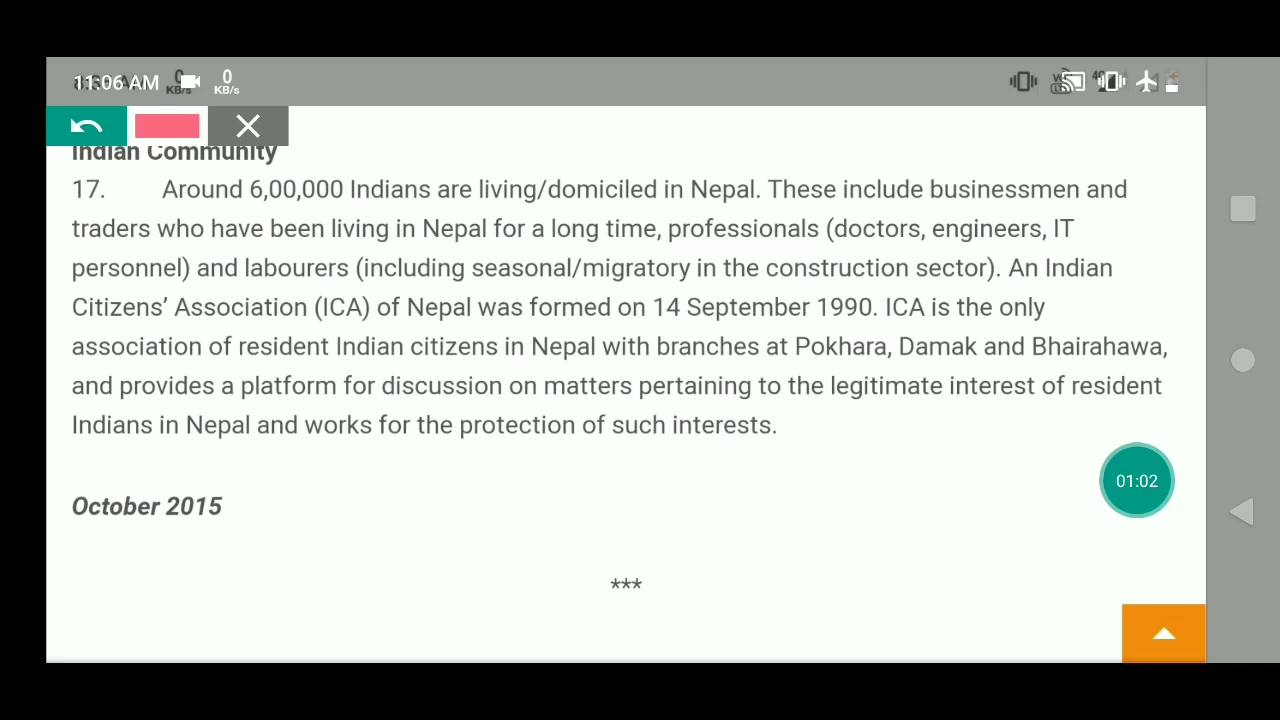 11:06 AM
0
KB/s
0
KB/s
Indian Community
17. Around 6,00,000 Indians are living/domiciled in Nepal. These include businessmen and
traders who have been living in Nepal for a long time, professionals (doctors, engineers, IT
personnel) and labourers (including seasonal/migratory in the construction sector). An Indian
Citizens’ Association (ICA) of Nepal was formed on 14 September 1990. ICA is the only
association of resident Indian citizens in Nepal with branches at Pokhara, Damak and Bhairahawa,
and provides a platform for discussion on matters pertaining to the legitimate interest of resident
Indians in Nepal and works for the protection of such interests.
01:02
October 2015
***